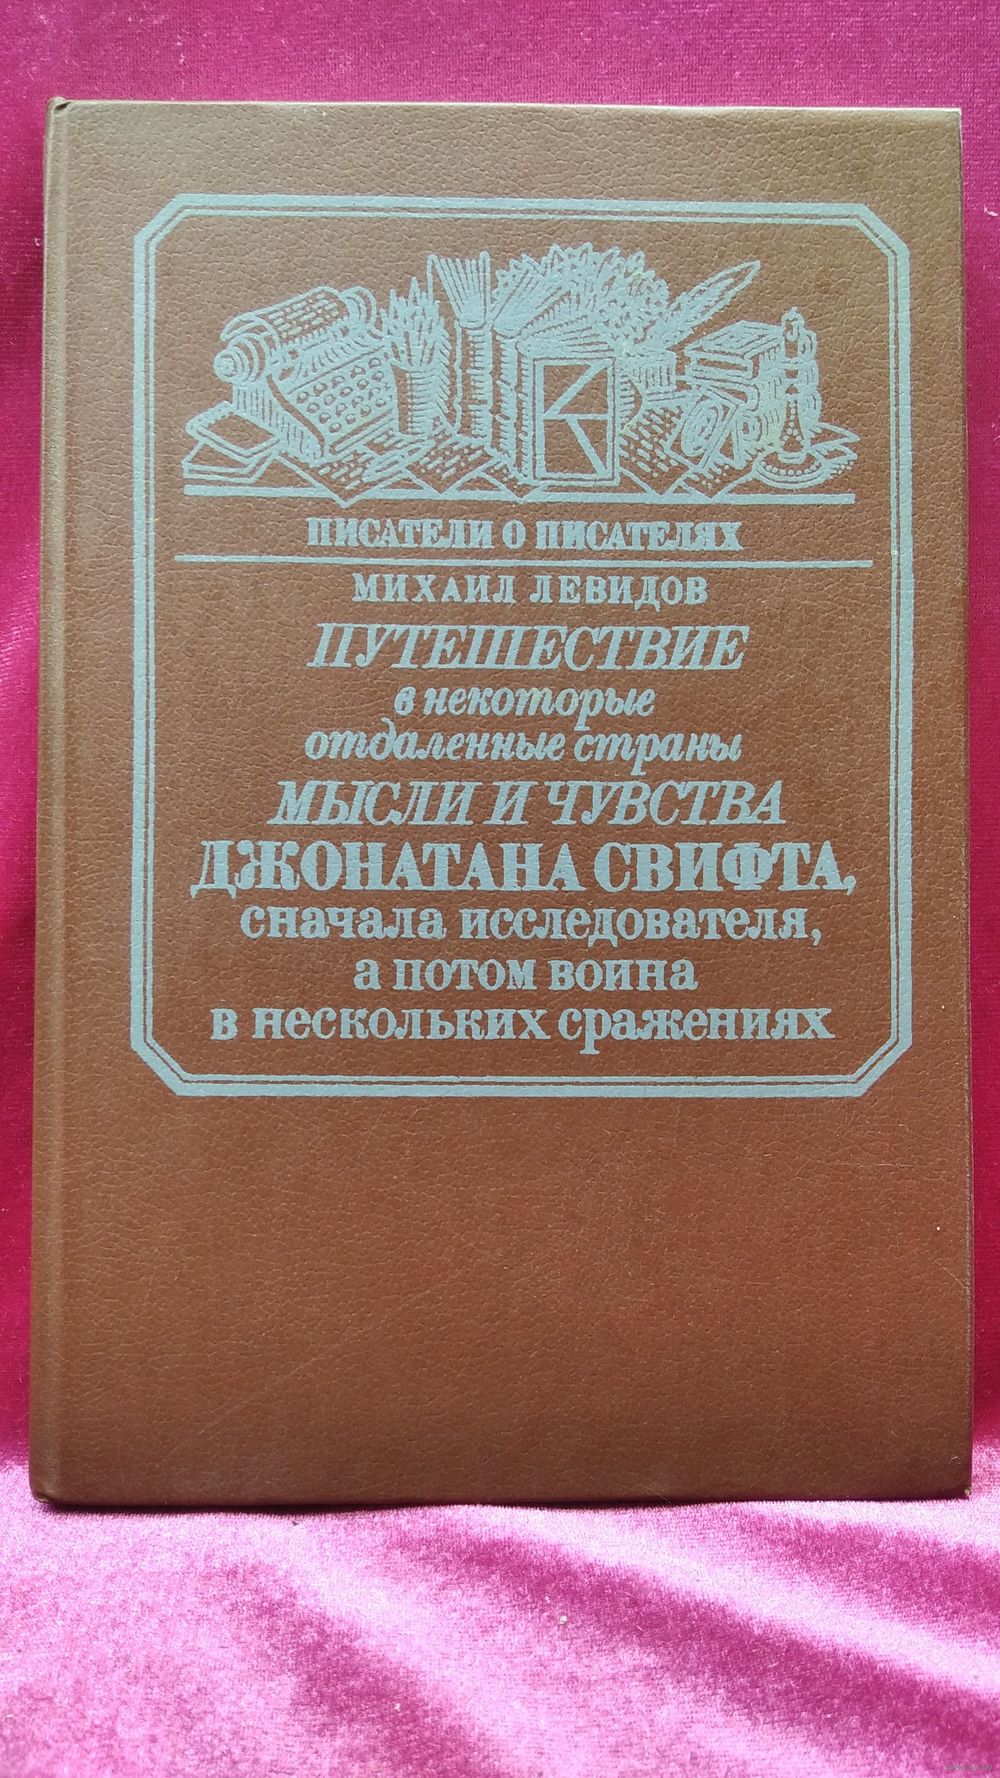 ПИСАТЕЛИ О ПИСАТЕЛЯХ
МИХАИЛ ЛЕВИДОВ
ПУТЕШЕСТВИЕ
в некоторые
отдаленные страны
МЫСЛИ И ЧУВСТВА
ДЖОНАТАНА СВИФТА,
сначала исследователя,
а потом воина
в нескольких сражениях